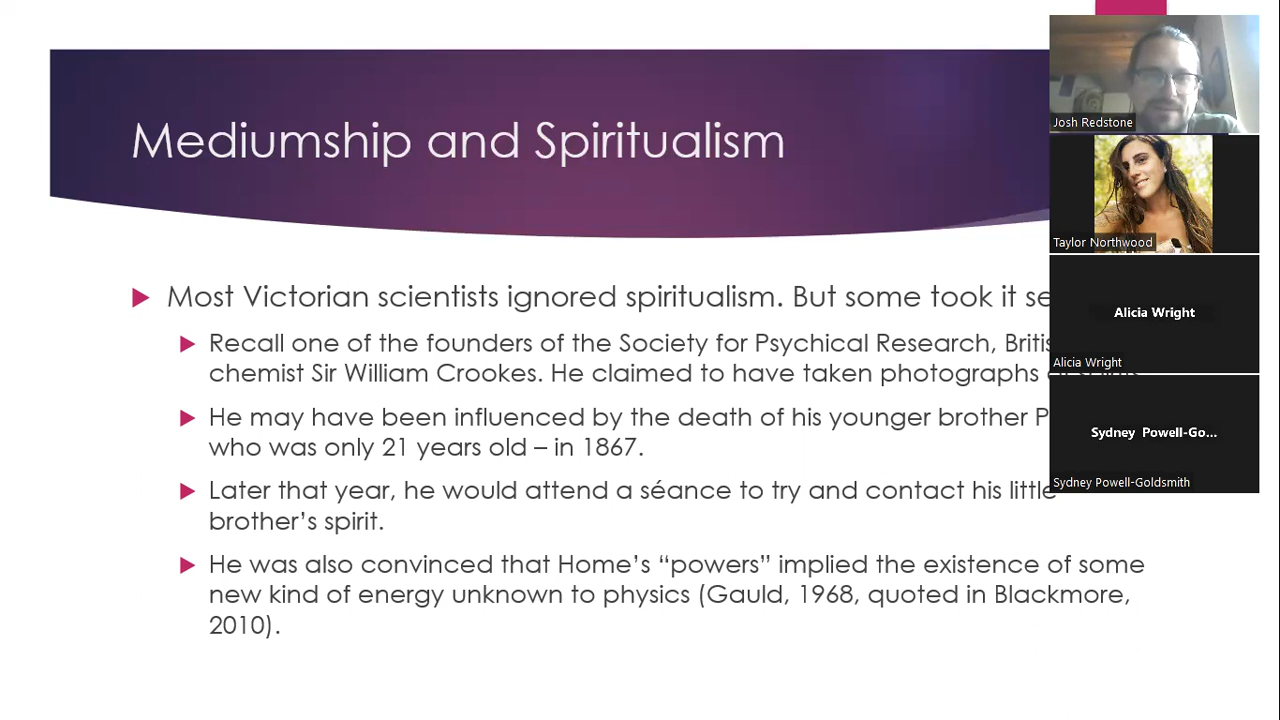 Mediumship and Spiritualism
Most Victorian scientists ignored spiritualism. But some took it
Recall one of the founders of the Society for Psychical Research,
chemist Sir William Crookes. He claimed to have taken photographs
He may have been influenced by the death of his younger brother
who was only 21 years old – in 1867.
Later that year, he would attend a séance to try and contact his little
brother’s spirit.
He was also convinced that Home’s “powers” implied the existence of some
new kind of energy unknown to physics (Gauld, 1968, quoted in Blackmore,
2010).
Josh Redstone
Taylor Northwood
Alicia Wright
Alicia Wright
Sydney Powell-Go...
Sydney Powell-Goldsmith